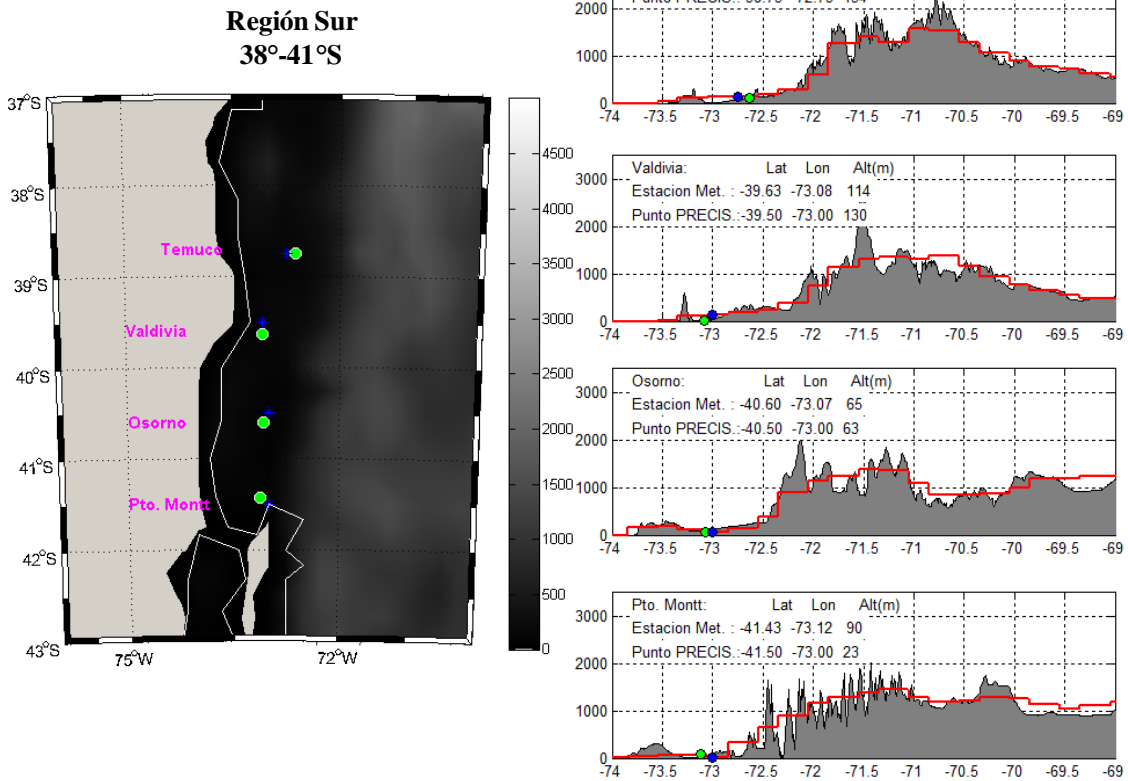 Región Sur
38°-41°S
37°S
38°S
39°S
40°S
41°S
42°S
43°S
75°W
72°W
Temuco
Valdivia
Osorno
Pto. Montt
4500
4000
3500
3000
2500
2000
1500
1000
500
0
2000
1000
0
-74 -73.5 -73 -72.5 -72 -71.5 -71 -70.5 -70 -69.5 -69
Valdivia: Lat Lon Alt(m)
Estacion Met. : -39.63 -73.08 114
Punto PRECIS.:-39.50 -73.00 130
3000
2000
1000
0
-74 -73.5 -73 -72.5 -72 -71.5 -71 -70.5 -70 -69.5 -69
Osorno: Lat Lon Alt(m)
Estacion Met. : -40.60 -73.07 65
Punto PRECIS.:-40.50 -73.00 63
3000
2000
1000
0
-74 -73.5 -73 -72.5 -72 -71.5 -71 -70.5 -70 -69.5 -69
Pto. Montt: Lat Lon Alt(m)
Estacion Met. : -41.43 -73.12 90
Punto PRECIS.:-41.50 -73.00 23
3000
2000
1000
0
-74 -73.5 -73 -72.5 -72 -71.5 -71 -70.5 -70 -69.5 -69